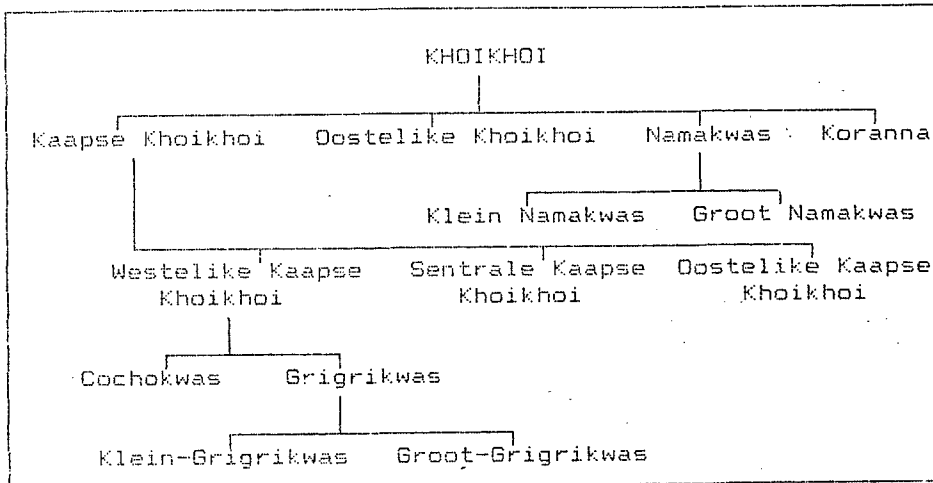 KHOIKHOI
Kaapse Khoikhoi Oostelike Khoikhoi Namakwas Koranna
Klein Namakwas Groot Namakwas
Westelike Kaapse Sentrale Kaapse Oostelike Kaapse
Khoikhoi Khoikhoi Khoikhoi
Cochokwas Grigrikwas
Klein-Grigrikwas Groot-Grigrikwas